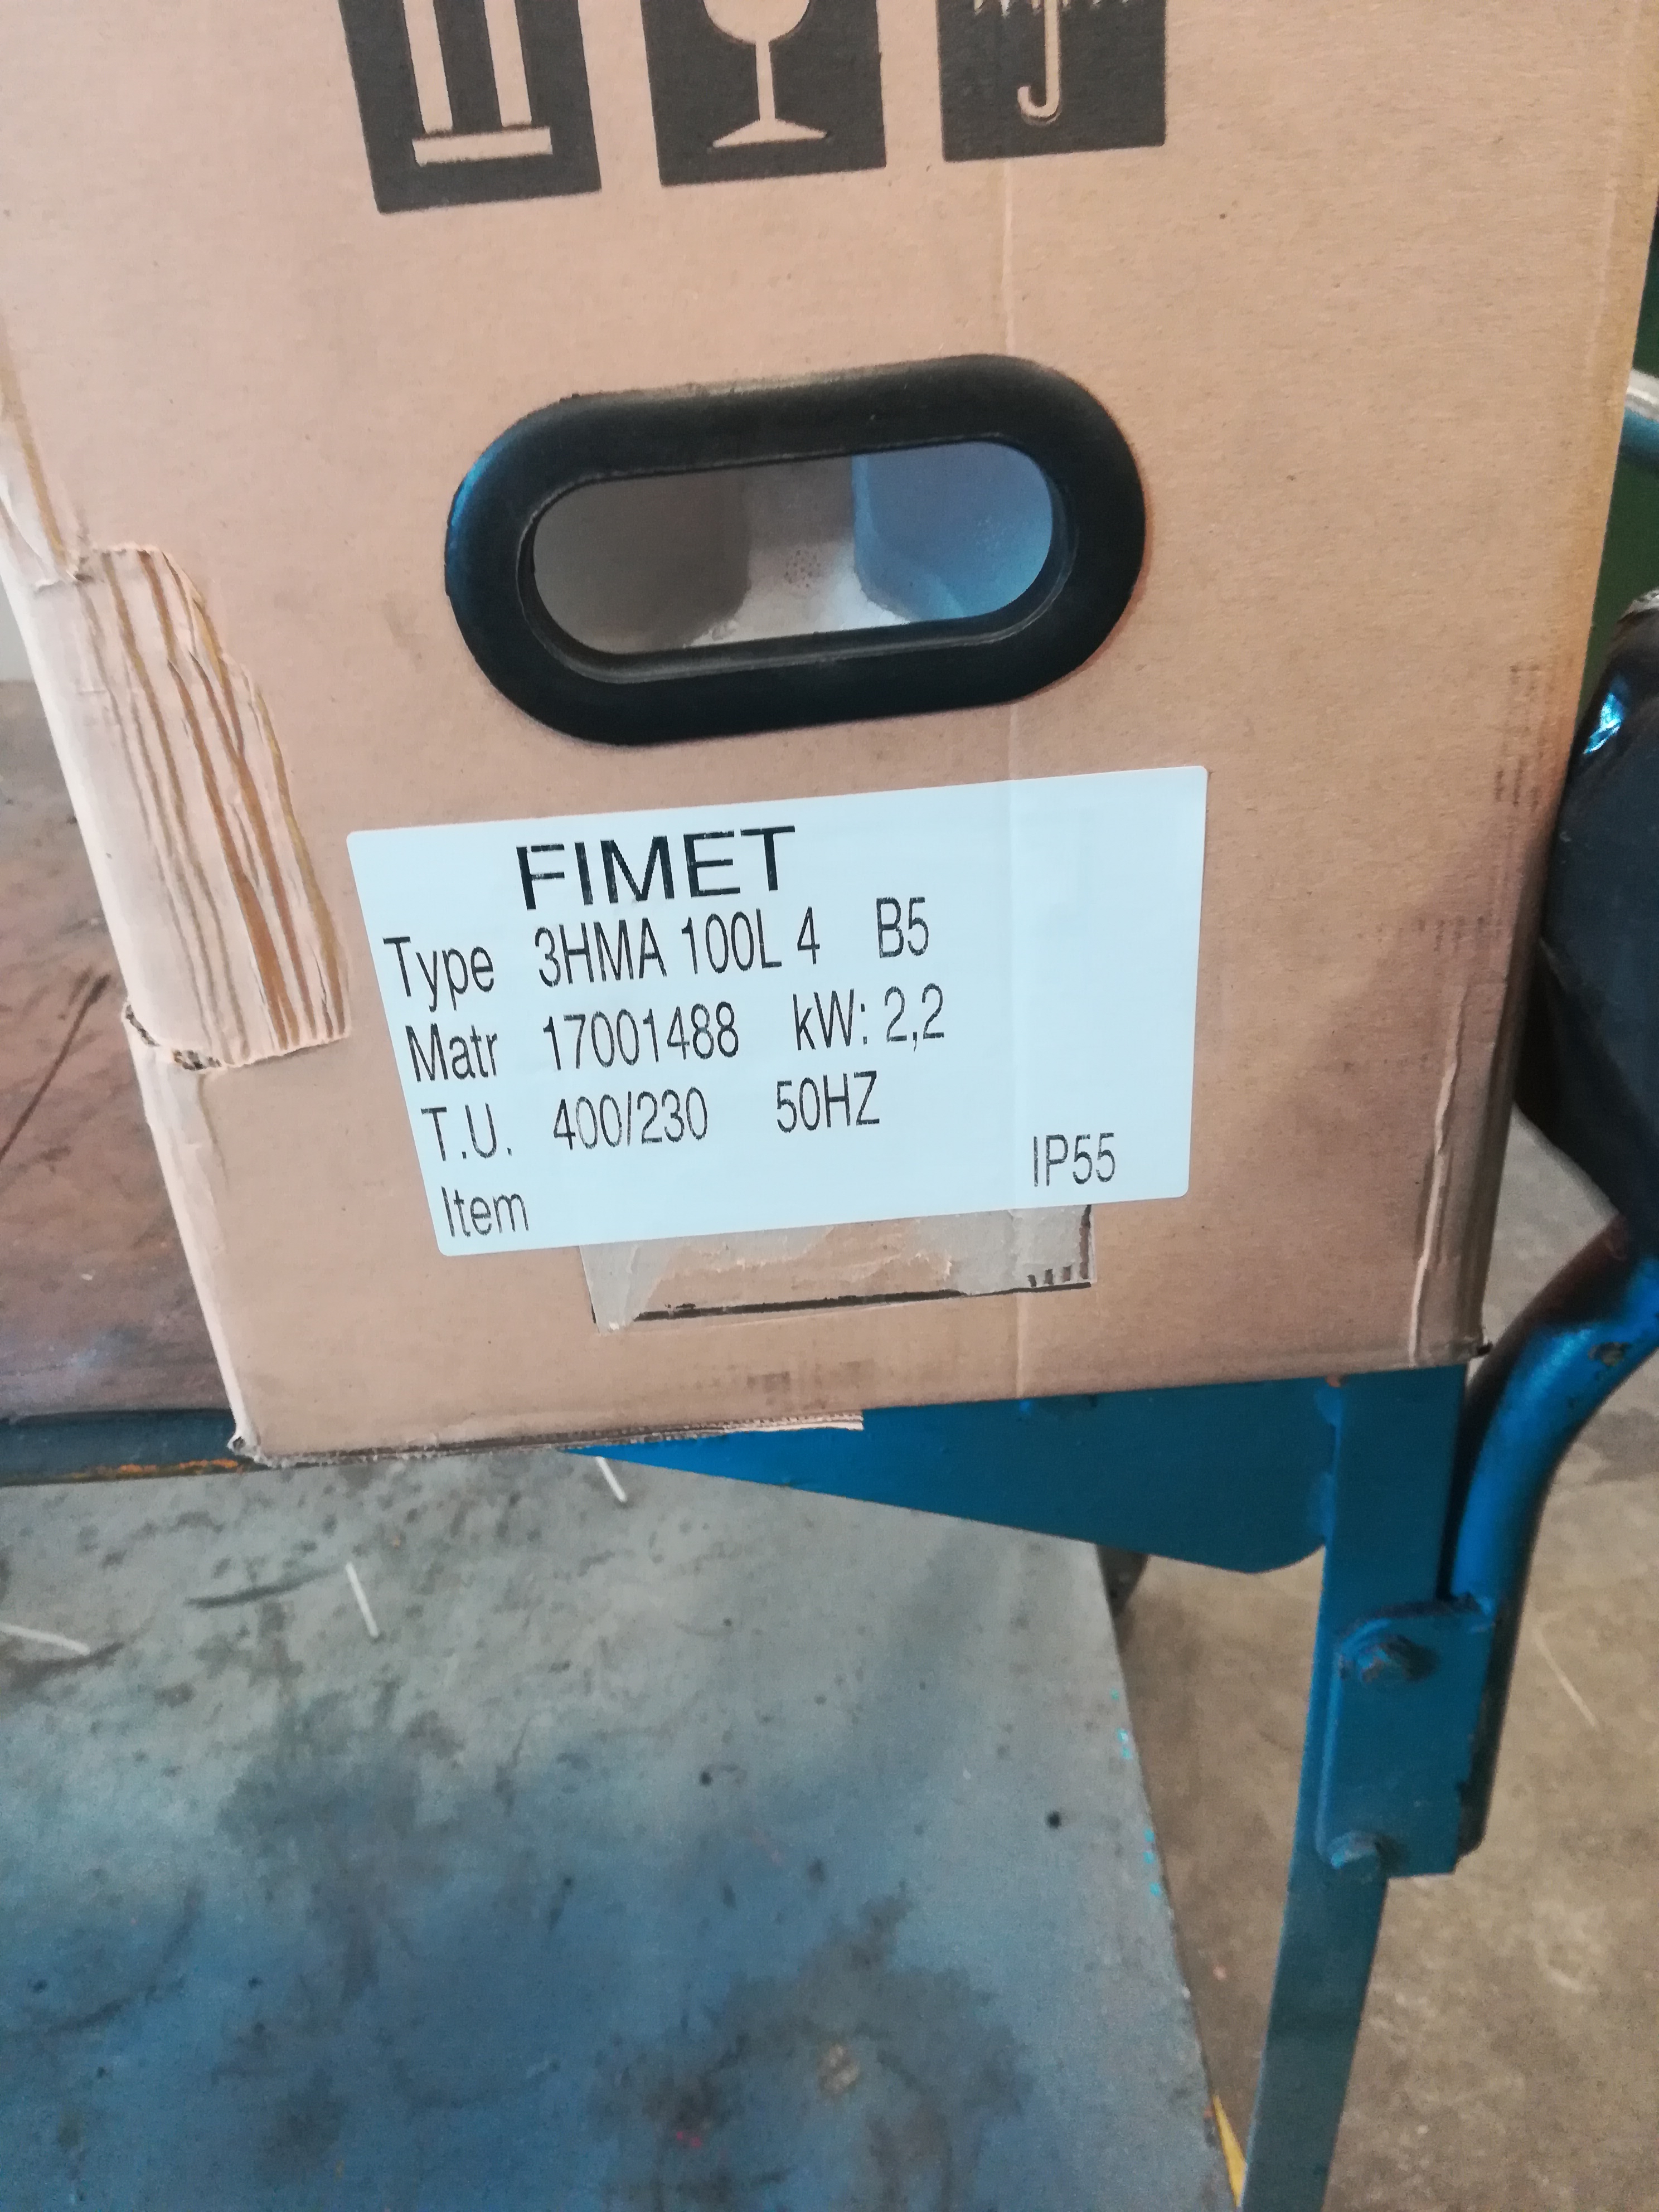 FIMET
Type 3HMA 100L 4 B5
Matr 17001488 kW: 2,2
T.U. 400/230 50HZ
IP55
Item